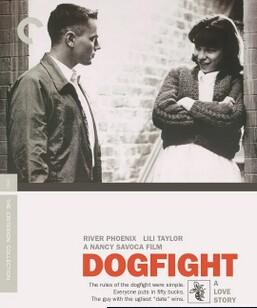 THE CRITERION COLLECTION
RIVER PHOENIX LILI TAYLOR
A NANCY SAVOCA FILM
DOGFIGHT
The rules of the dogfight were simple.
Everyone puts in fifty bucks.
The guy with the ugliest "date" wins.
A
LOVE
STORY